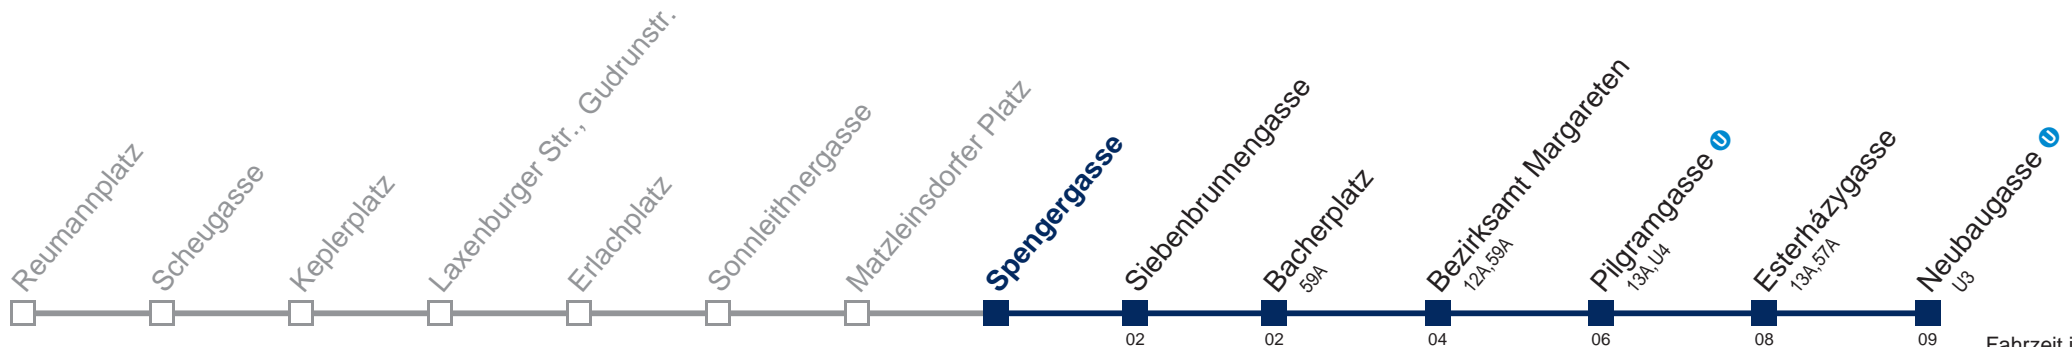 Reumannplatz
Scheugasse
Keplerplatz
Laxenburger Str., Gudrunstr.
Erlachplatz
Sonnleithnergasse
Matzleinsdorfer Platz
Spengergasse
Siebenbrunnengasse
Bacherplatz
59A
Bezirksamt Margareten
12A,59A
Pilgramgasse U
13A,U4
Esterházygasse
13A,57A
Neubaugasse U
U3
02
02
04
06
08
09
Fahrzeit